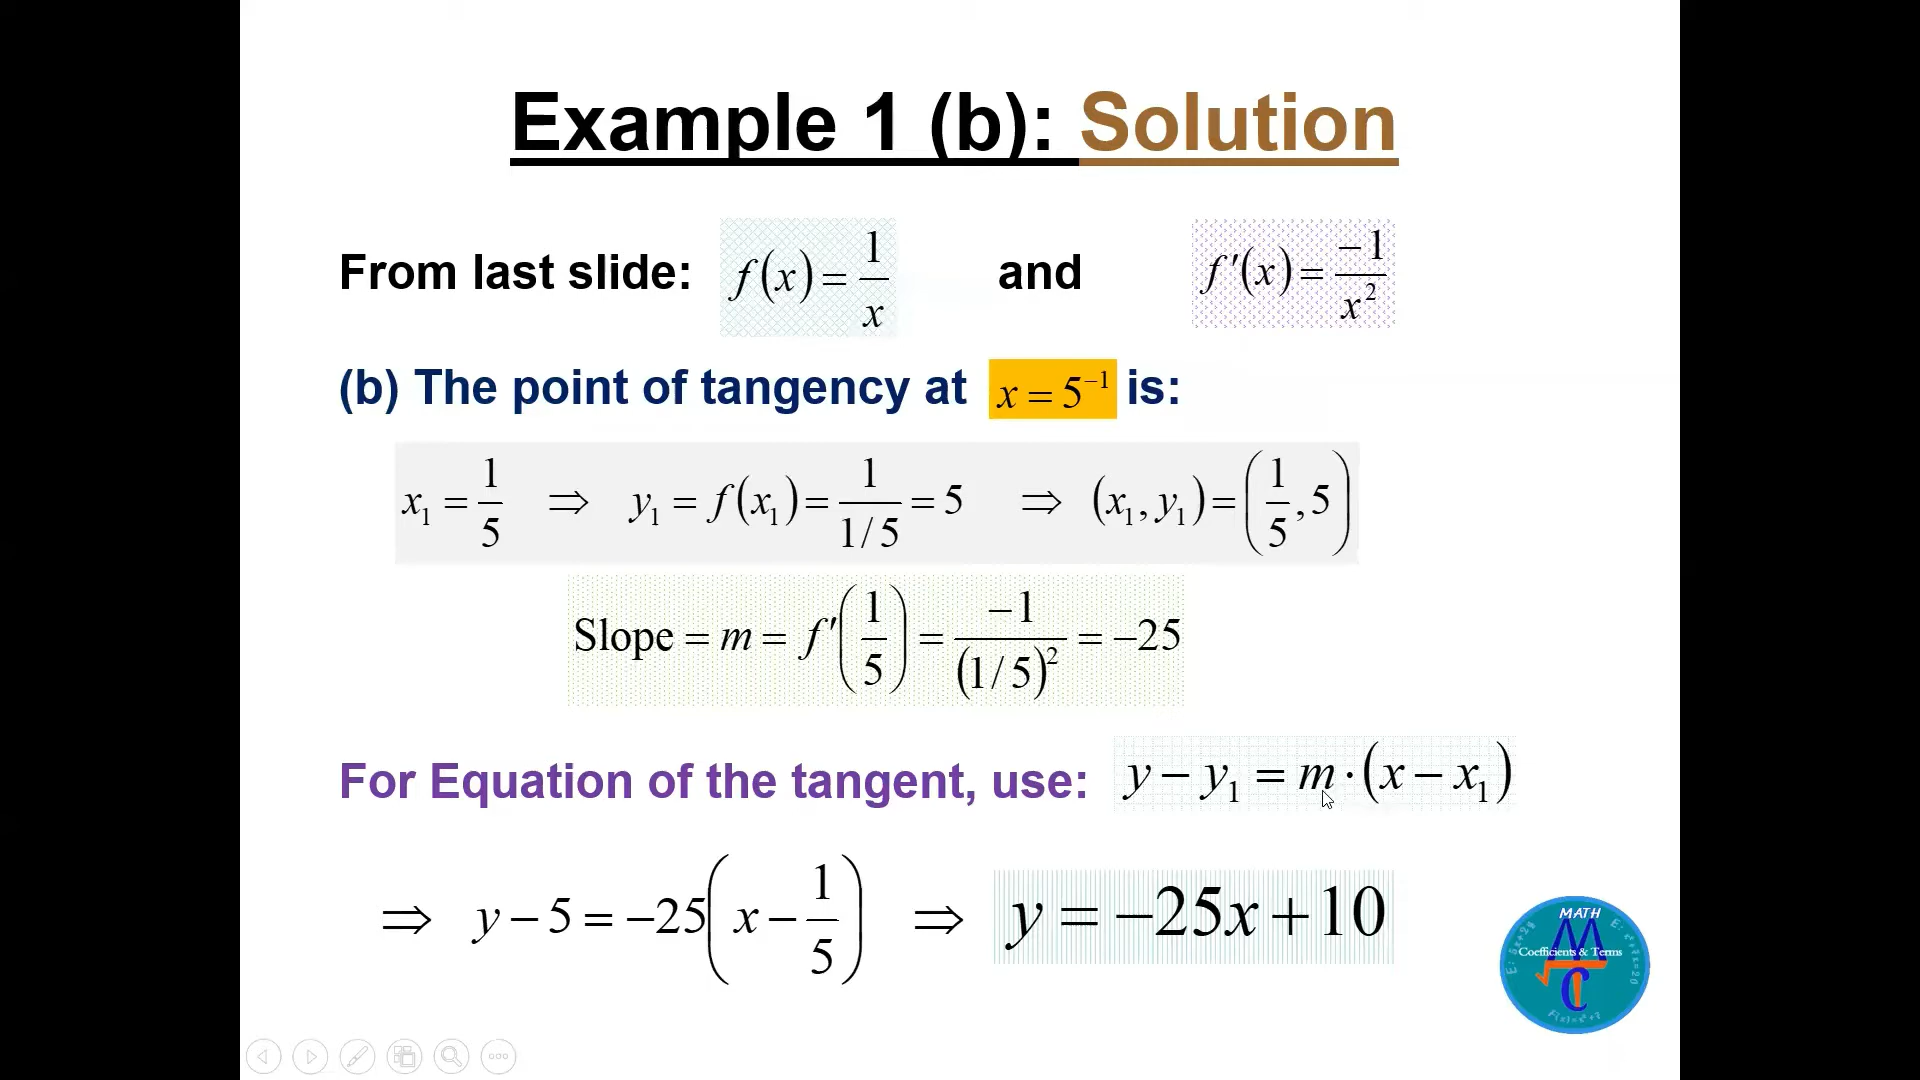 Example 1 (b): Solution
From last slide: f(x) = 1/x and f′(x) = −1/x²
(b) The point of tangency at x = 5⁻¹ is:
x₁ = 1/5 ⇒ y₁ = f(x₁) = 1/(1/5) = 5 ⇒ (x₁, y₁) = (1/5, 5)
Slope = m = f′(1/5) = −1/(1/5)² = −25
For Equation of the tangent, use: y − y₁ = m·(x − x₁)
⇒ y − 5 = −25(x − 1/5) ⇒ y = −25x + 10
MATH
Coefficients & Terms